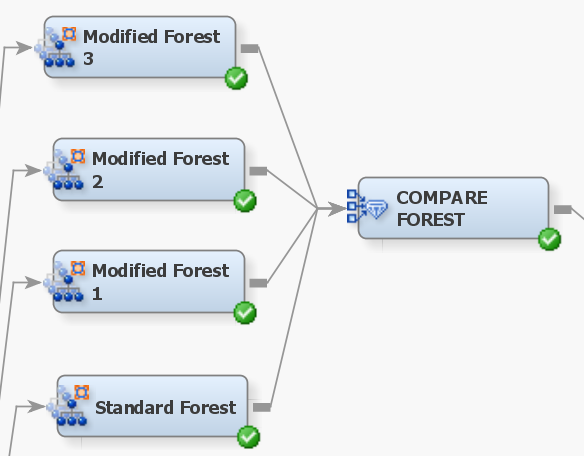 Modified Forest
3
Modified Forest
2
Modified Forest
1
Standard Forest
COMPARE
FOREST